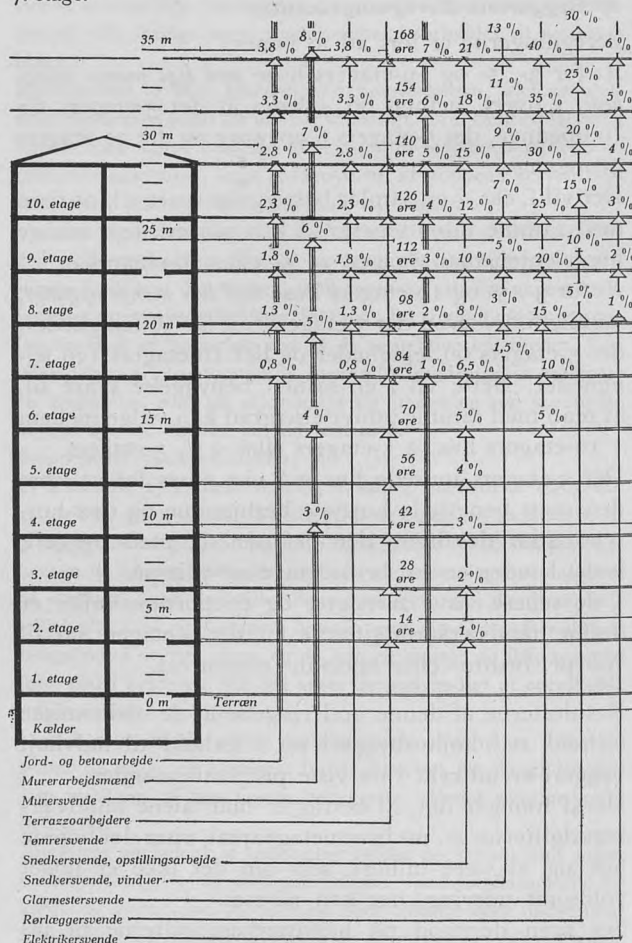 35 m
3,8 % 8 % 3,8 % 168 øre 7 % 21 % 13 % 40 % 30 % 6 %
3,3 % 3,3 % 154 øre 6 % 18 % 11 % 35 % 25 % 5 %
30 m
2,8 % 7 % 2,8 % 140 øre 5 % 15 % 9 % 30 % 20 %
10. etage
2,3 % 2,3 % 126 øre 4 % 12 % 7 % 25 % 15 % 3 %
25 m
9. etage
1,8 % 6 % 1,8 % 112 øre 3 % 10 % 5 % 20 % 10 %
8. etage
1,3 % 1,3 % 98 øre 2 % 8 % 3 % 15 % 5 % 1 %
20 m
7. etage
0,8 % 5 % 0,8 % 84 øre 1 % 6,5 % 1,5 % 10 %
6. etage
15 m
4 % 70 øre 5 % 5 %
5. etage
56 øre 4 %
4. etage
10 m
3 % 42 øre 3 %
3. etage
28 øre 2 %
5 m
2. etage
14 øre 1 %
1. etage
0 m Terræn
Kælder
Jord- og betonarbejde
Murerarbejdsmænd
Murersvende
Terrazzoarbejdere
Tømrersvende
Snedkersvende, opstillingsarbejde
Snedkersvende, vinduer
Glarmestersvende
Rørlæggersvende
Elektrikersvende